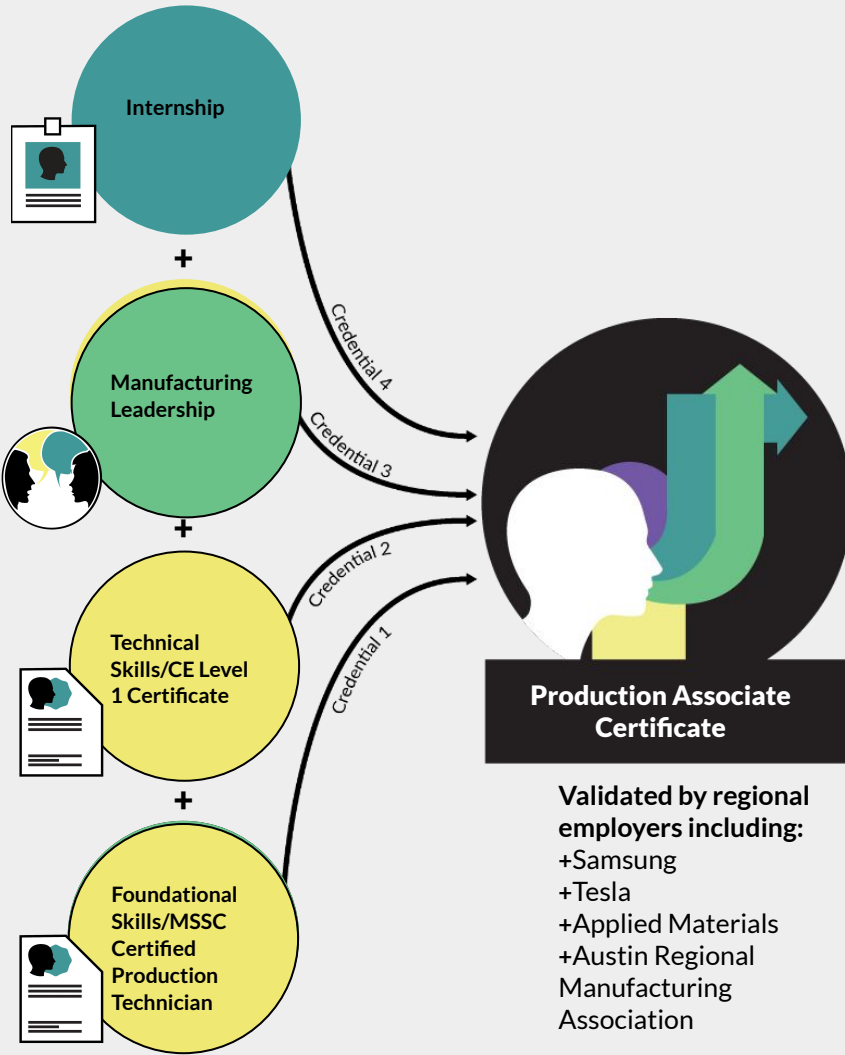 Internship
+
Credential 4
Manufacturing
Leadership
Credential 3
+
Credential 2
Technical
Skills/CE Level
1 Certificate
Credential 1
+
Foundational
Skills/MSSC
Certified
Production
Technician
Production Associate
Certificate
Validated by regional
employers including:
+Samsung
+Tesla
+Applied Materials
+Austin Regional
Manufacturing
Association